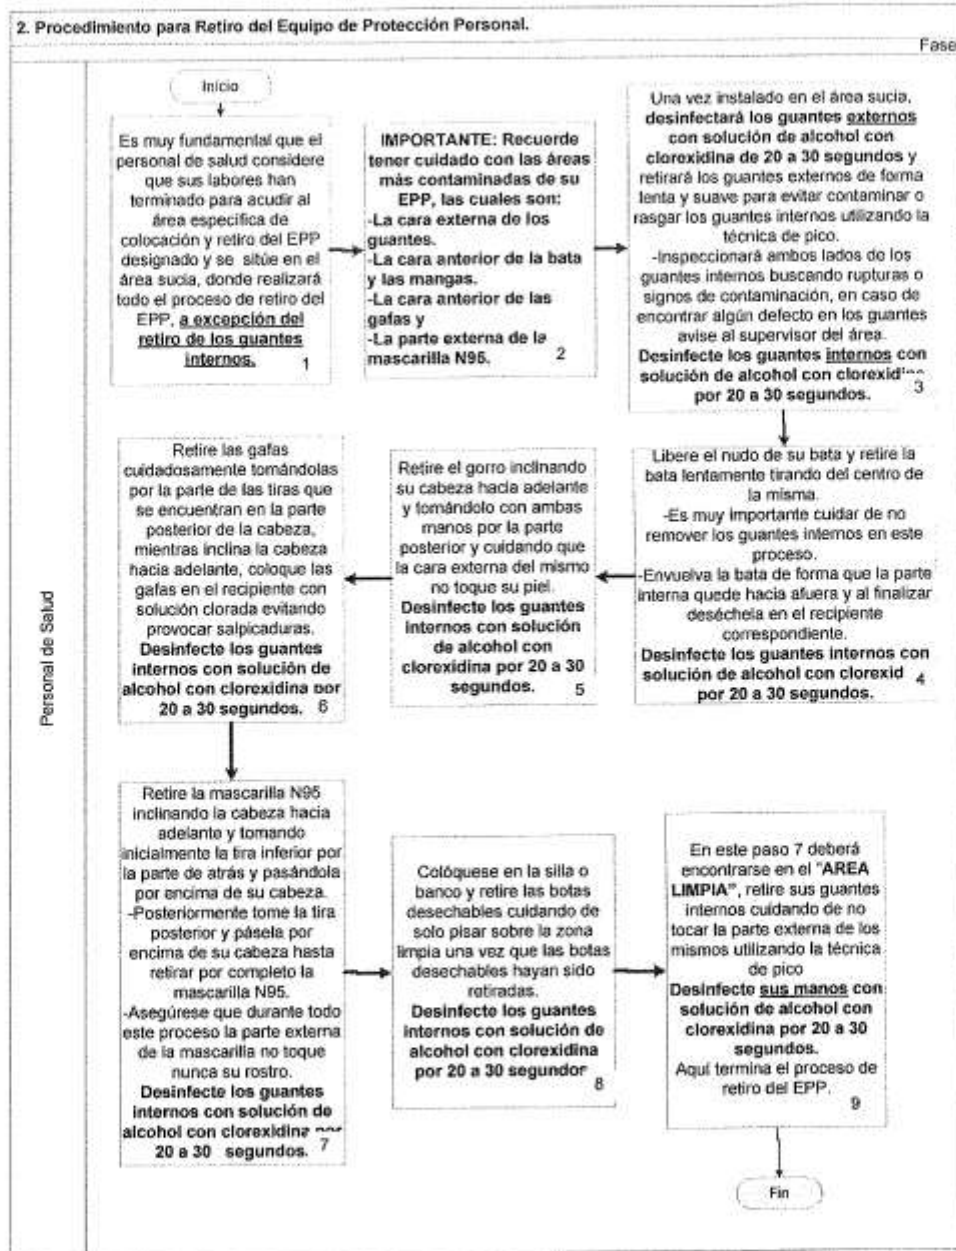 2. Procedimiento para Retiro del Equipo de Protección Personal.
Fase
Personal de Salud
Inicio
Es muy fundamental que el
personal de salud considere
que sus labores han
terminado para acudir al
área específica de
colocación y retiro del EPP
designado y se sitúe en el
área sucia, donde realizará
todo el proceso de retiro del
EPP, a excepción del
retiro de los guantes
internos.
1
IMPORTANTE: Recuerde
tener cuidado con las áreas
más contaminadas de su
EPP, las cuales son:
-La cara externa de los
guantes.
-La cara anterior de la bata
y las mangas.
-La cara anterior de las
gafas y
-La parte externa de la
mascarilla N95.
2
Una vez instalado en el área sucia,
desinfectará los guantes externos
con solución de alcohol con
clorexidina de 20 a 30 segundos y
retirará los guantes externos de forma
lenta y suave para evitar contaminar o
rasgar los guantes internos utilizando la
técnica de pico.
-Inspeccionará ambos lados de los
guantes internos buscando rupturas o
signos de contaminación, en caso de
encontrar algún defecto en los guantes
avise al supervisor del área.
Desinfecte los guantes internos con
solución de alcohol con
por 20 a 30 segundos.
3
Libere el nudo de su bata y retire la
bata lentamente tirando del centro de
la misma.
-Es muy importante cuidar de no
remover los guantes internos en este
proceso.
-Envuelva la bata de forma que la parte
interna quede hacia afuera y al finalizar
deséchela en el recipiente
correspondiente.
Desinfecte los guantes internos con
solución de alcohol con clorexid
por 20 a 30 segundos.
4
Retire el gorro inclinando
su cabeza hacia adelante
y tomándolo con ambas
manos por la parte
posterior y cuidando que
la cara externa del mismo
no toque su piel.
Desinfecte los guantes
internos con solución
de alcohol con
clorexidina por 20 a 30
segundos.
5
Retire las gafas
cuidadosamente tomándolas
por la parte de las tiras que
se encuentran en la parte
posterior de la cabeza,
mientras inclina la cabeza
hacia adelante, coloque las
gafas en el recipiente con
solución clorada evitando
provocar salpicaduras.
Desinfecte los guantes
internos con solución de
alcohol con clorexidina por
20 a 30 segundos.
6
Retire la mascarilla N95
inclinando la cabeza hacia
adelante y tomando
inicialmente la tira inferior por
la parte de atrás y pasándola
por encima de su cabeza.
-Posteriormente tome la tira
posterior y pásela por
encima de su cabeza hasta
retirar por completo la
mascarilla N95.
-Asegúrese que durante todo
este proceso la parte externa
de la mascarilla no toque
nunca su rostro.
Desinfecte los guantes
internos con solución de
alcohol con clorexidina
20 a 30 segundos.
7
Colóquese en la silla o
banco y retire las botas
desechables cuidando de
solo pisar sobre la zona
limpia una vez que las botas
desechables hayan sido
retiradas.
Desinfecte los guantes
internos con solución de
alcohol con clorexidina
por 20 a 30
8
En este paso 7 deberá
encontrarse en el "AREA
LIMPIA", retire sus guantes
internos cuidando de no
tocar la parte externa de los
mismos utilizando la técnica
de pico
Desinfecte sus manos con
solución de alcohol con
clorexidina por 20 a 30
segundos.
Aquí termina el proceso de
retiro del EPP.
9
Fin